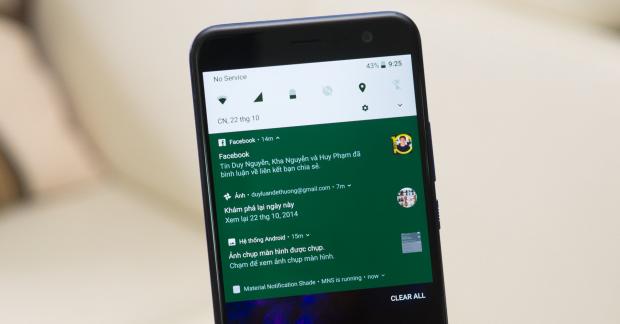 No Service
43% 9:25
CN, 22 thg 10
Facebook • 14m
Facebook
Tín Duy Nguyễn, Kha Nguyễn và Huy Phạm đã
bình luận về liên kết bạn chia sẻ.
Ảnh • duyluandethuong@gmail.com • 7m
Khám phá lại ngày này
Xem lại 22 thg 10, 2014
Hệ thống Android • 15m
Ảnh chụp màn hình được chụp.
Chạm để xem ảnh chụp màn hình.
Material Notification Shade • MNS is running • now
CLEAR ALL